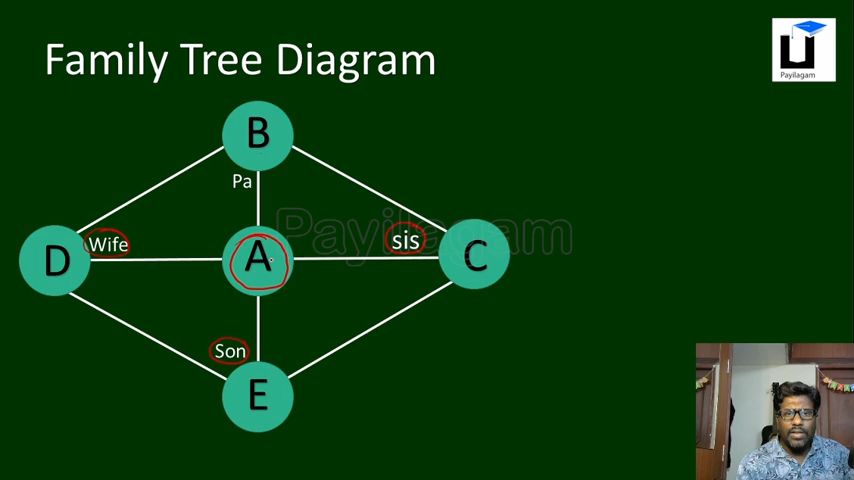 Family Tree Diagram
Payilagam
B
Pa
Payilagam
Wife
sis
D
A
C
Son
E